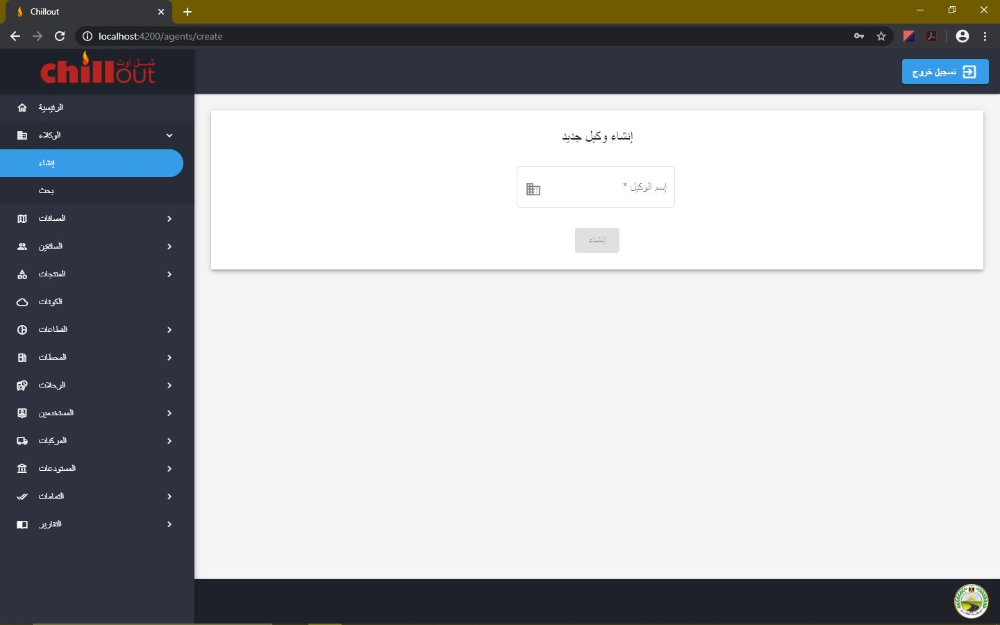 Chillout
localhost:4200/agents/create
chillout
شــل أوت
تسجيل خروج
الرئيسية
الوكلاء
إنشاء
بحث
المسافات
السائقين
المنتجات
الكوتات
القطاعات
المحطات
الرحلات
المستخدمين
المركبات
المستودعات
التمامات
التقارير
إنشاء وكيل جديد
إسم الوكيل *
إنشاء